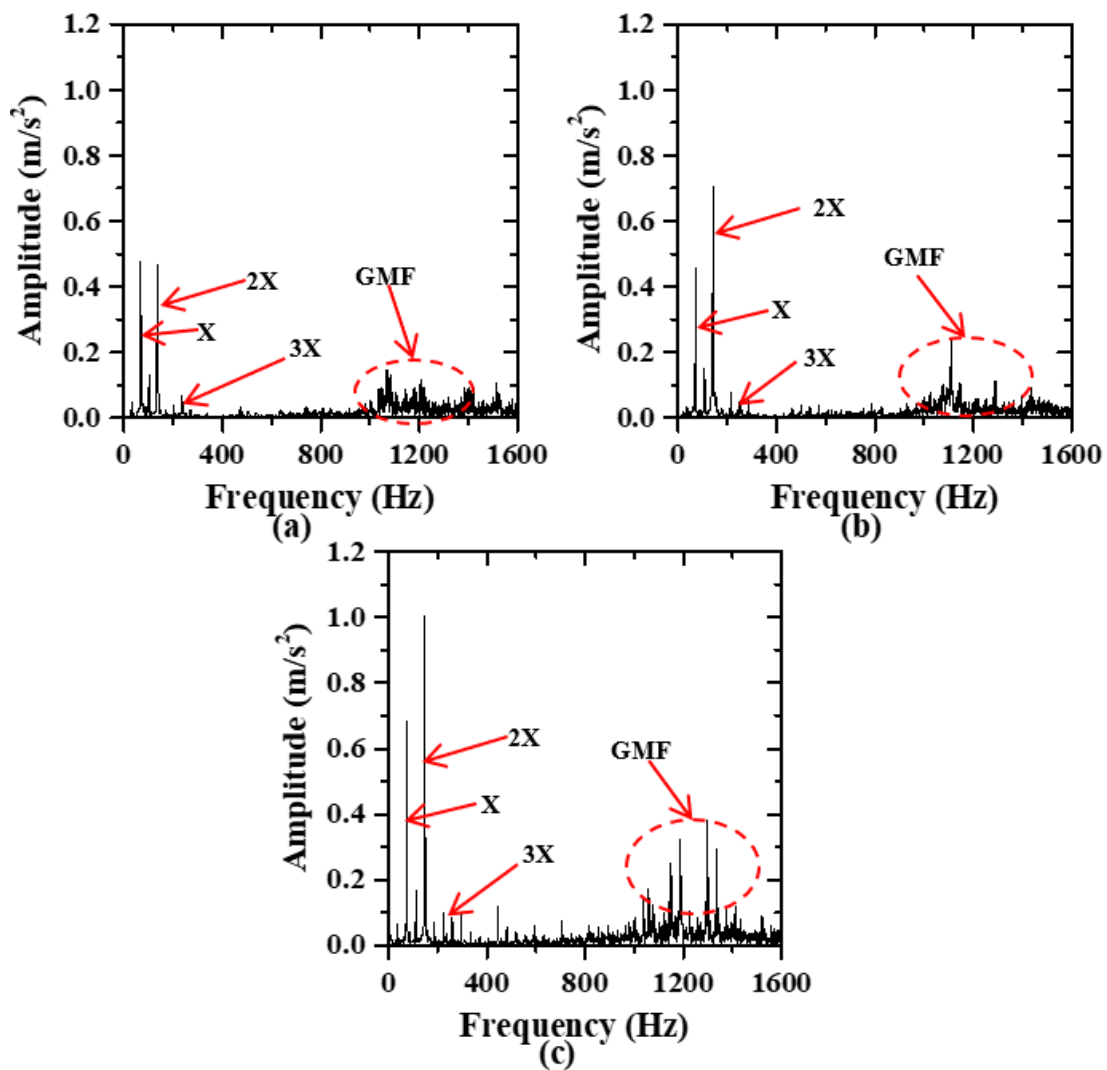 1.2
1.0
0.8
0.6
0.4
0.2
0.0
Amplitude (m/s²)
2X
X
3X
GMF
0 400 800 1200 1600
Frequency (Hz)
(a)
1.2
1.0
0.8
0.6
0.4
0.2
0.0
Amplitude (m/s²)
2X
X
3X
GMF
0 400 800 1200 1600
Frequency (Hz)
(b)
1.2
1.0
0.8
0.6
0.4
0.2
0.0
Amplitude (m/s²)
2X
X
3X
GMF
0 400 800 1200 1600
Frequency (Hz)
(c)